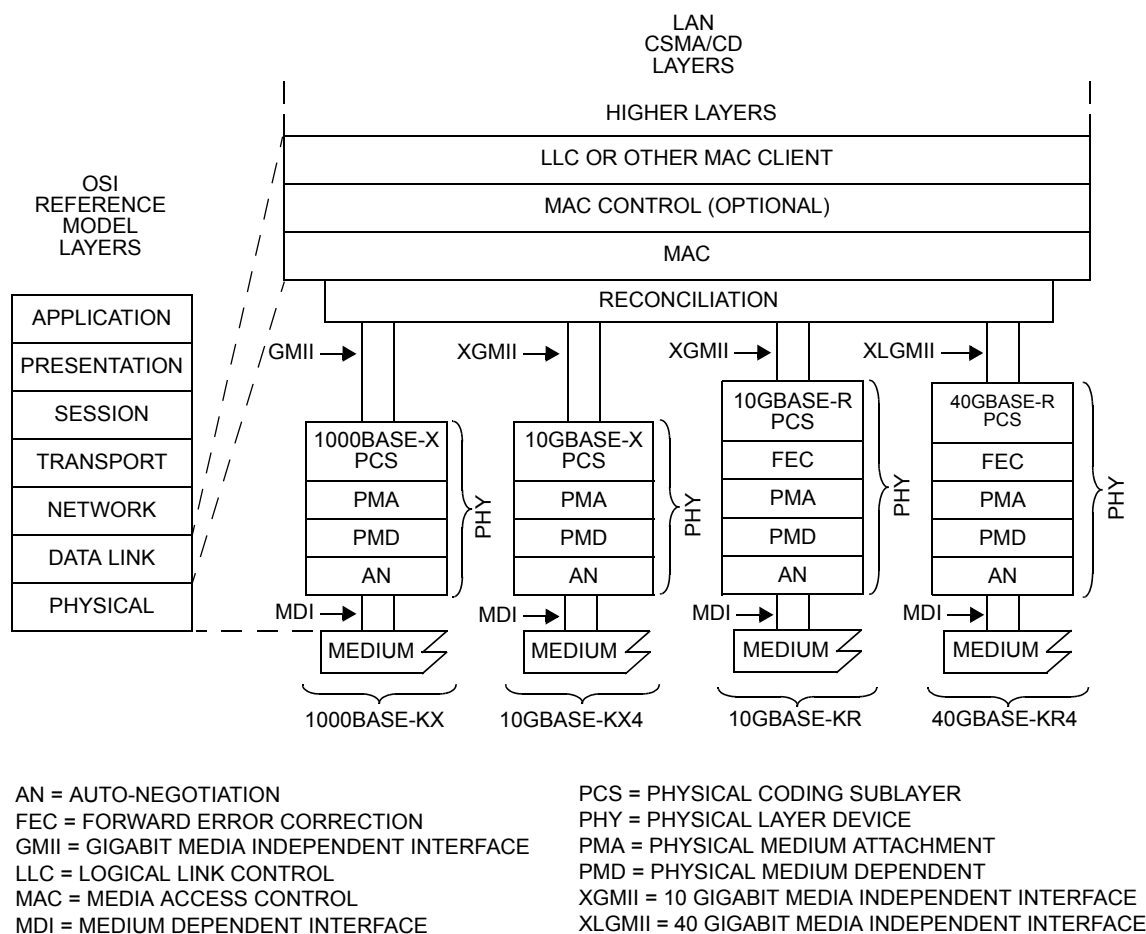 LAN
CSMA/CD
LAYERS
HIGHER LAYERS
LLC OR OTHER MAC CLIENT
MAC CONTROL (OPTIONAL)
MAC
RECONCILIATION
OSI
REFERENCE
MODEL
LAYERS
APPLICATION
PRESENTATION
SESSION
TRANSPORT
NETWORK
DATA LINK
PHYSICAL
GMII
1000BASE-X
PCS
PMA
PMD
AN
PHY
MDI
MEDIUM
1000BASE-KX
XGMII
10GBASE-X
PCS
PMA
PMD
AN
PHY
MDI
MEDIUM
10GBASE-KX4
XGMII
10GBASE-R
PCS
FEC
PMA
PMD
AN
PHY
MDI
MEDIUM
10GBASE-KR
XLGMII
40GBASE-R
PCS
FEC
PMA
PMD
AN
PHY
MDI
MEDIUM
40GBASE-KR4
AN = AUTO-NEGOTIATION
FEC = FORWARD ERROR CORRECTION
GMII = GIGABIT MEDIA INDEPENDENT INTERFACE
LLC = LOGICAL LINK CONTROL
MAC = MEDIA ACCESS CONTROL
MDI = MEDIUM DEPENDENT INTERFACE
PCS = PHYSICAL CODING SUBLAYER
PHY = PHYSICAL LAYER DEVICE
PMA = PHYSICAL MEDIUM ATTACHMENT
PMD = PHYSICAL MEDIUM DEPENDENT
XGMII = 10 GIGABIT MEDIA INDEPENDENT INTERFACE
XLGMII = 40 GIGABIT MEDIA INDEPENDENT INTERFACE